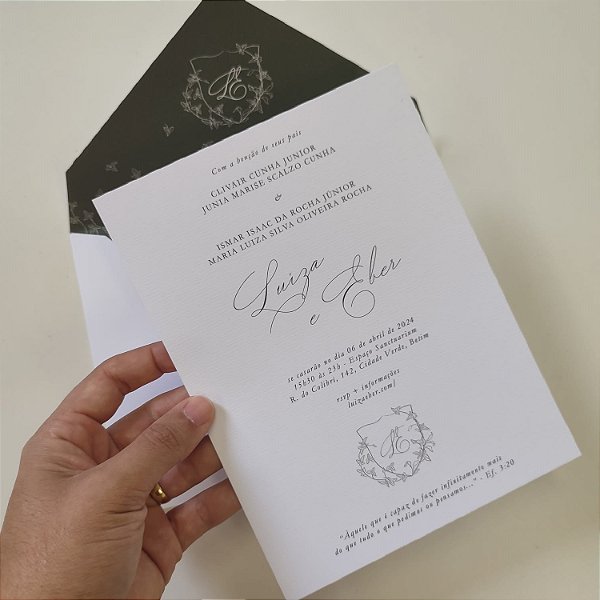 LE
Com a benção de seus pais
CLIVAIR CUNHA JUNIOR
JUNIA MARISE SCALZO CUNHA
&
ISMAR ISAAC DA ROCHA JÚNIOR
MARIA LUIZA SILVA OLIVEIRA ROCHA
Luiza
e Eber
se casarão no dia 06 de abril de 2024
15h30 às 23h - Espaço Sanctuarium
R. do Colibri, 142, Cidade Verde, Betim
rsvp + informações
luizaeber.com/
LE
"Àquele que é capaz de fazer infinitamente mais
do que tudo o que pedimos ou pensamos..." - Ef. 3:20